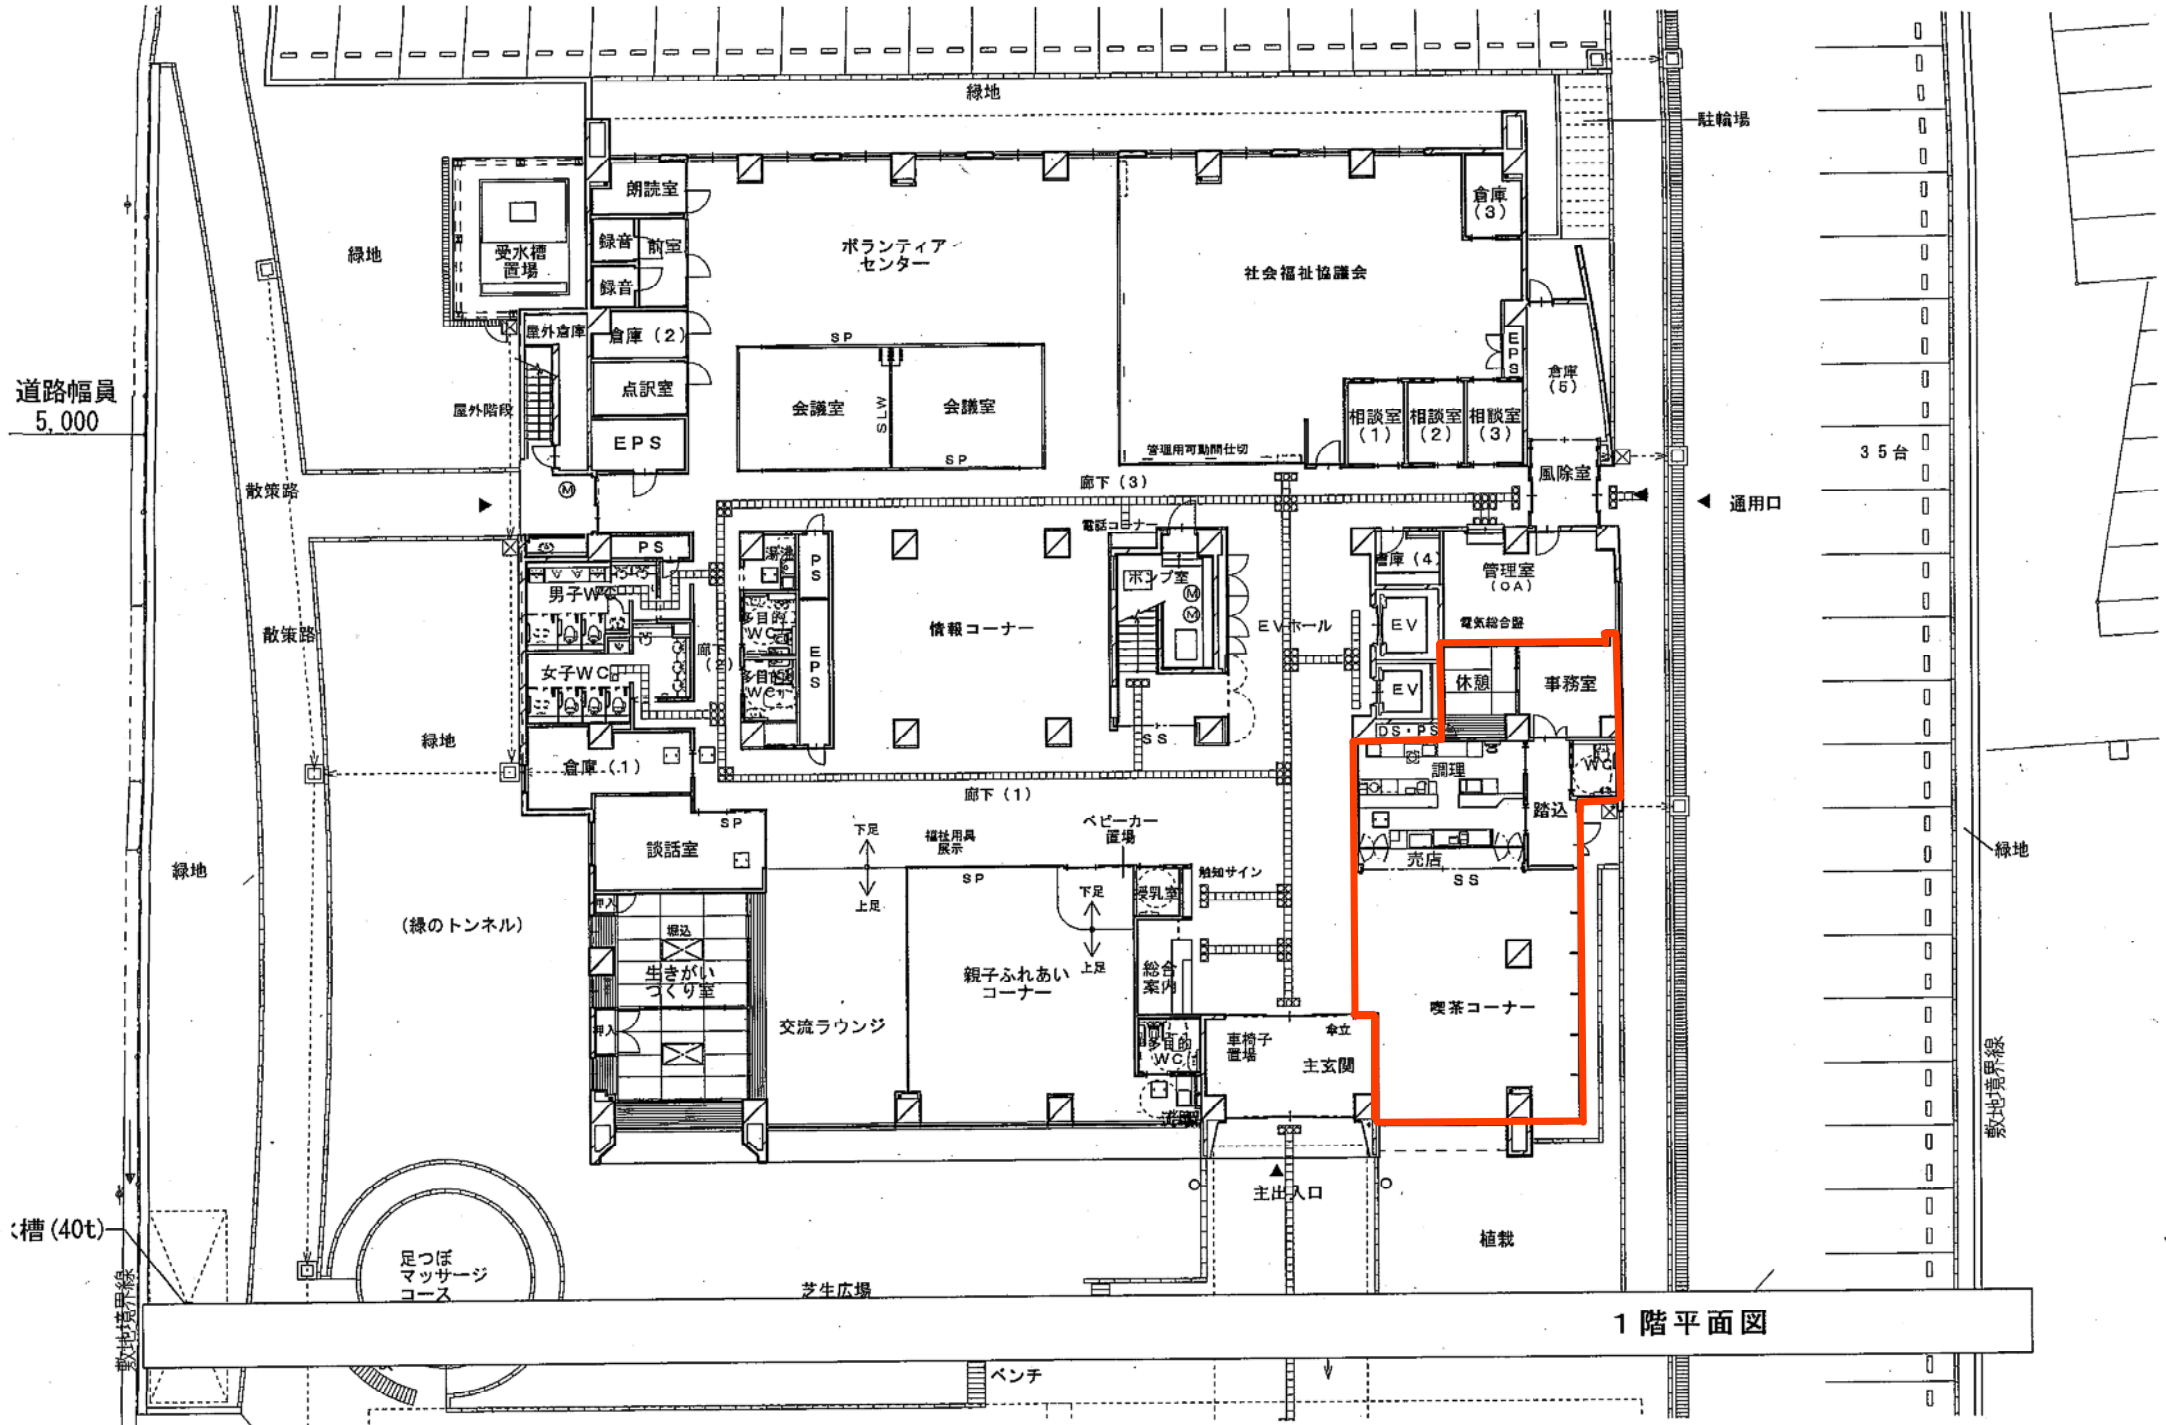 緑地
駐輪場
朗読室
倉庫
(3)
録音
前室
ボランティア
センター
緑地
受水槽
置場
社会福祉協議会
録音
屋外倉庫
倉庫(2)
SP
EPS
倉庫
(5)
道路幅員
5,000
点訳室
会議室
SLW
会議室
屋外階段
相談室
(1)
相談室
(2)
相談室
(3)
EPS
管理用可動間仕切
SP
35台
風除室
散策路
M
廊下(3)
通用口
電話コーナー
PS
湯沸
PS
倉庫(4)
管理室
(OA)
ポンプ室
男子WC
M
M
多目的
WC
散策路
情報コーナー
EVホール
EV
電気総合盤
廊下
(2)
EPS
女子WC
多目的
WC
EV
休憩
事務室
緑地
SS
DS・PS
倉庫(1)
調理
WC
廊下(1)
踏込
SP
下足
福祉用具
展示
ベビーカー
置場
談話室
売店
緑地
緑地
SP
SS
触知サイン
下足
授乳室
押入
上足
(緑のトンネル)
堀込
生きがい
つくり室
親子ふれあい
コーナー
上足
総合
案内
喫茶コーナー
押入
交流ラウンジ
傘立
車椅子
置場
多目的
WC
主玄関
敷地境界線
主出入口
水槽(40t)
植栽
足つぼ
マッサージ
コース
芝生広場
敷地境界線
1階平面図
ベンチ